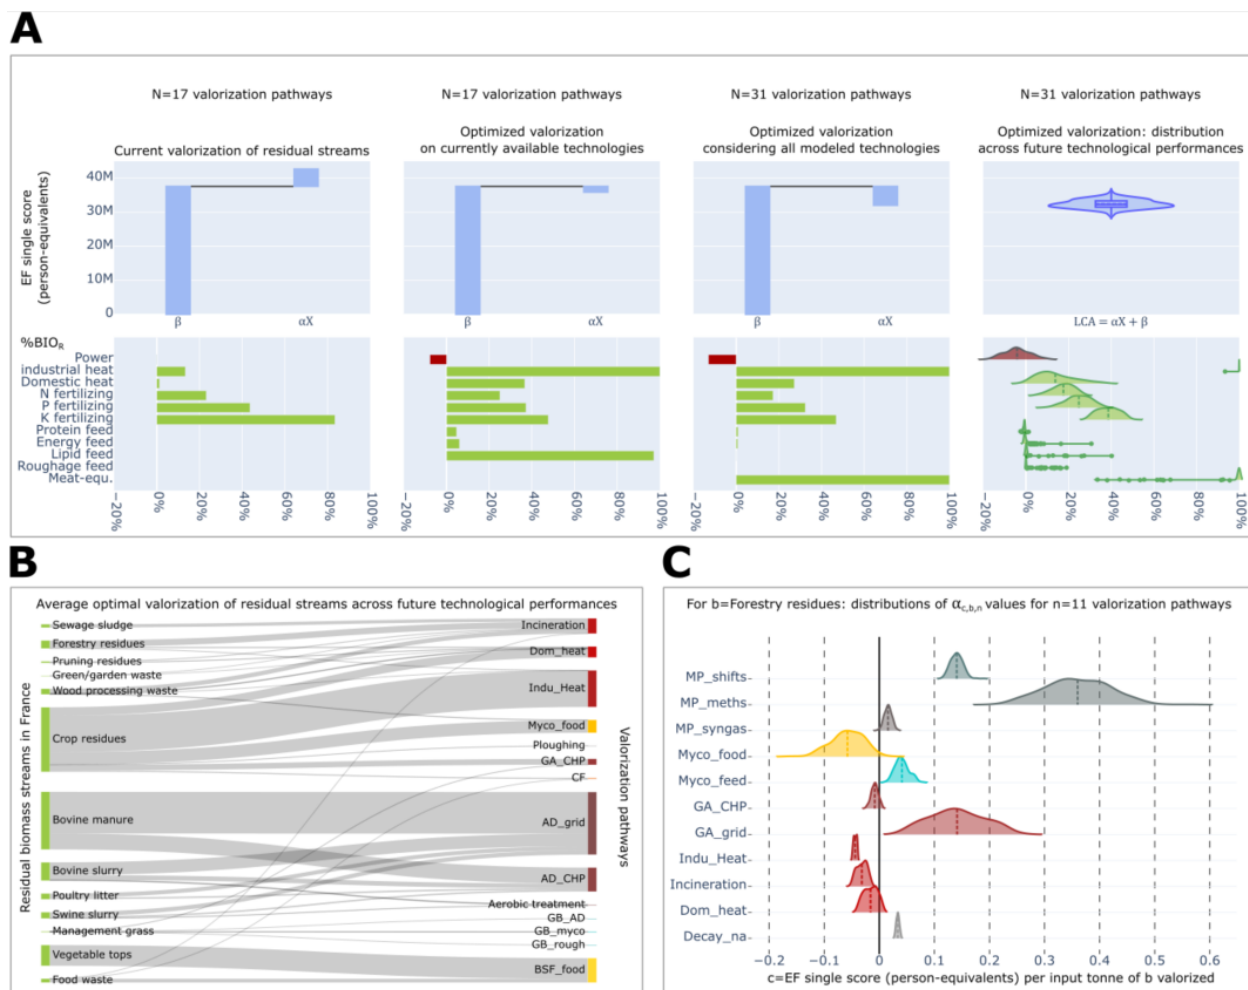 A
N=17 valorization pathways
N=17 valorization pathways
N=31 valorization pathways
N=31 valorization pathways
Current valorization of residual streams
Optimized valorization
on currently available technologies
Optimized valorization
considering all modeled technologies
Optimized valorization: distribution
across future technological performances
EF single score
(person-equivalents)
40M
30M
20M
10M
0
β
αX
β
αX
β
αX
LCA = αX + β
%BIO_R
Power
industrial heat
Domestic heat
N fertilizing
P fertilizing
K fertilizing
Protein feed
Energy feed
Lipid feed
Roughage feed
Meat-equ.
−20%
0%
20%
40%
60%
80%
100%
−20%
0%
20%
40%
60%
80%
100%
−20%
0%
20%
40%
60%
80%
100%
−20%
0%
20%
40%
60%
80%
100%
B
Average optimal valorization of residual streams across future technological performances
Residual biomass streams in France
Sewage sludge
Forestry residues
Pruning residues
Green/garden waste
Wood processing waste
Crop residues
Bovine manure
Bovine slurry
Poultry litter
Swine slurry
Management grass
Vegetable tops
Food waste
Incineration
Dom_heat
Indu_Heat
Myco_food
Ploughing
GA_CHP
CF
AD_grid
AD_CHP
Aerobic treatment
GB_AD
GB_myco
GB_rough
BSF_food
Valorization pathways
C
For b=Forestry residues: distributions of α_c,b,n values for n=11 valorization pathways
MP_shifts
MP_meths
MP_syngas
Myco_food
Myco_feed
GA_CHP
GA_grid
Indu_Heat
Incineration
Dom_heat
Decay_na
−0.2
−0.1
0
0.1
0.2
0.3
0.4
0.5
0.6
c=EF single score (person-equivalents) per input tonne of b valorized